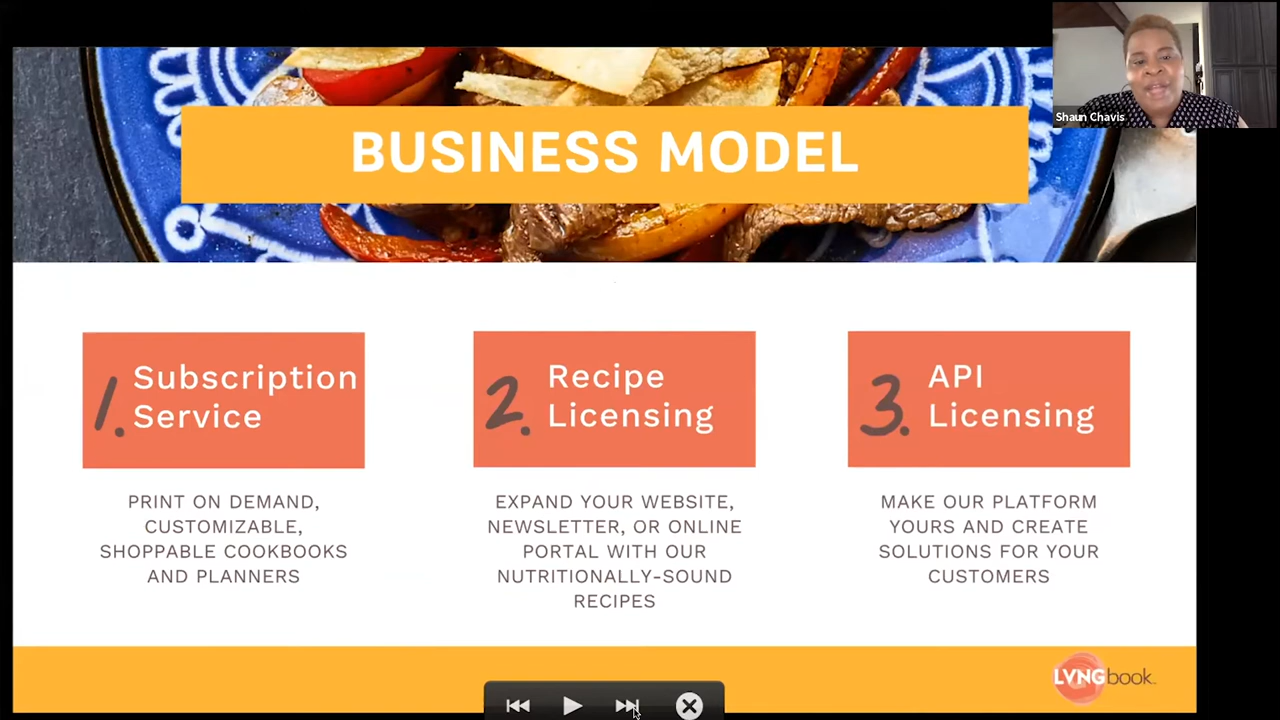 BUSINESS MODEL
Shaun Chavis
1. Subscription
Service
PRINT ON DEMAND,
CUSTOMIZABLE,
SHOPPABLE COOKBOOKS
AND PLANNERS
2. Recipe
Licensing
EXPAND YOUR WEBSITE,
NEWSLETTER, OR ONLINE
PORTAL WITH OUR
NUTRITIONALLY-SOUND
RECIPES
3. API
Licensing
MAKE OUR PLATFORM
YOURS AND CREATE
SOLUTIONS FOR YOUR
CUSTOMERS
LVNGbook